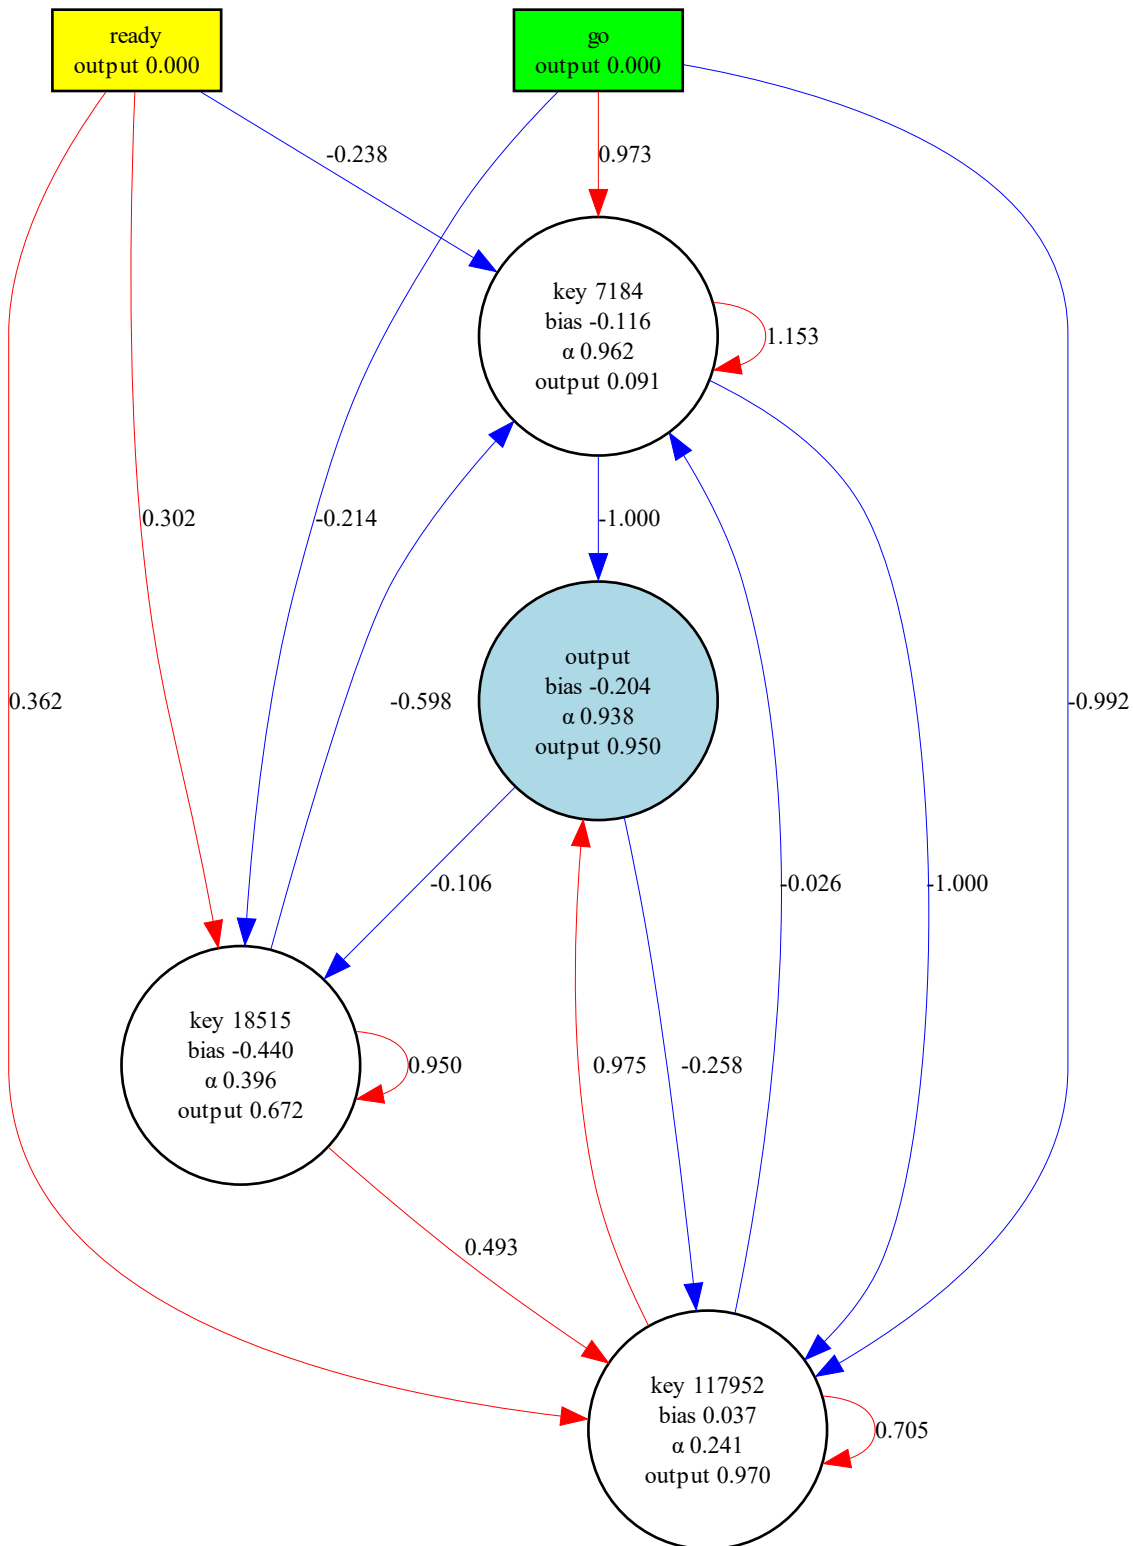 ready
output 0.000
go
output 0.000
-0.238
0.973
key 7184
bias -0.116
α 0.962
output 0.091
1.153
0.302
-0.214
-1.000
output
bias -0.204
α 0.938
output 0.950
0.362
-0.598
-0.992
-0.106
-0.026
-1.000
key 18515
bias -0.440
α 0.396
output 0.672
0.950
0.975
-0.258
0.493
key 117952
bias 0.037
α 0.241
output 0.970
0.705